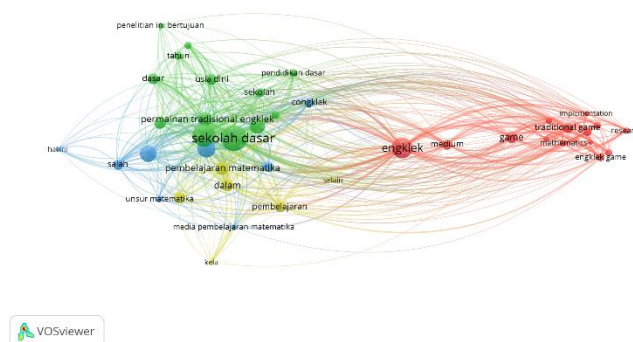 penelitian ini bertujuan
tahun
dasar
usia dini
pendidikan dasar
sekolah
congklak
permainan tradisional engklek
sekolah dasar
implementation
traditional game
research
game
mathematics
engklek
medium
engklek game
salah
pembelajaran matematika
dalam
selain
unsur matematika
pembelajaran
media pembelajaran matematika
kela
VOSviewer